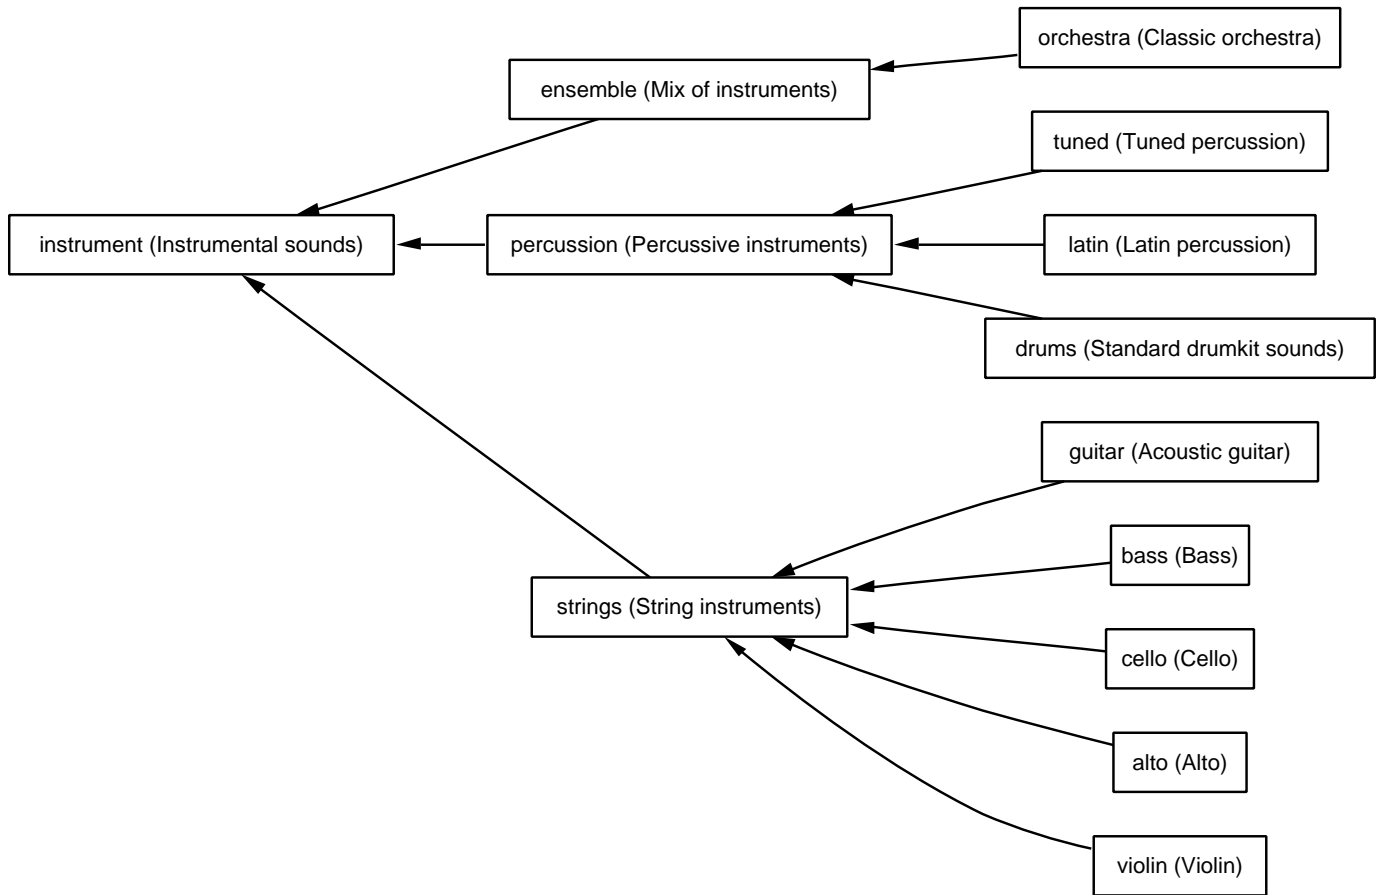 orchestra (Classic orchestra)
ensemble (Mix of instruments)
tuned (Tuned percussion)
instrument (Instrumental sounds)
percussion (Percussive instruments)
latin (Latin percussion)
drums (Standard drumkit sounds)
guitar (Acoustic guitar)
bass (Bass)
strings (String instruments)
cello (Cello)
alto (Alto)
violin (Violin)